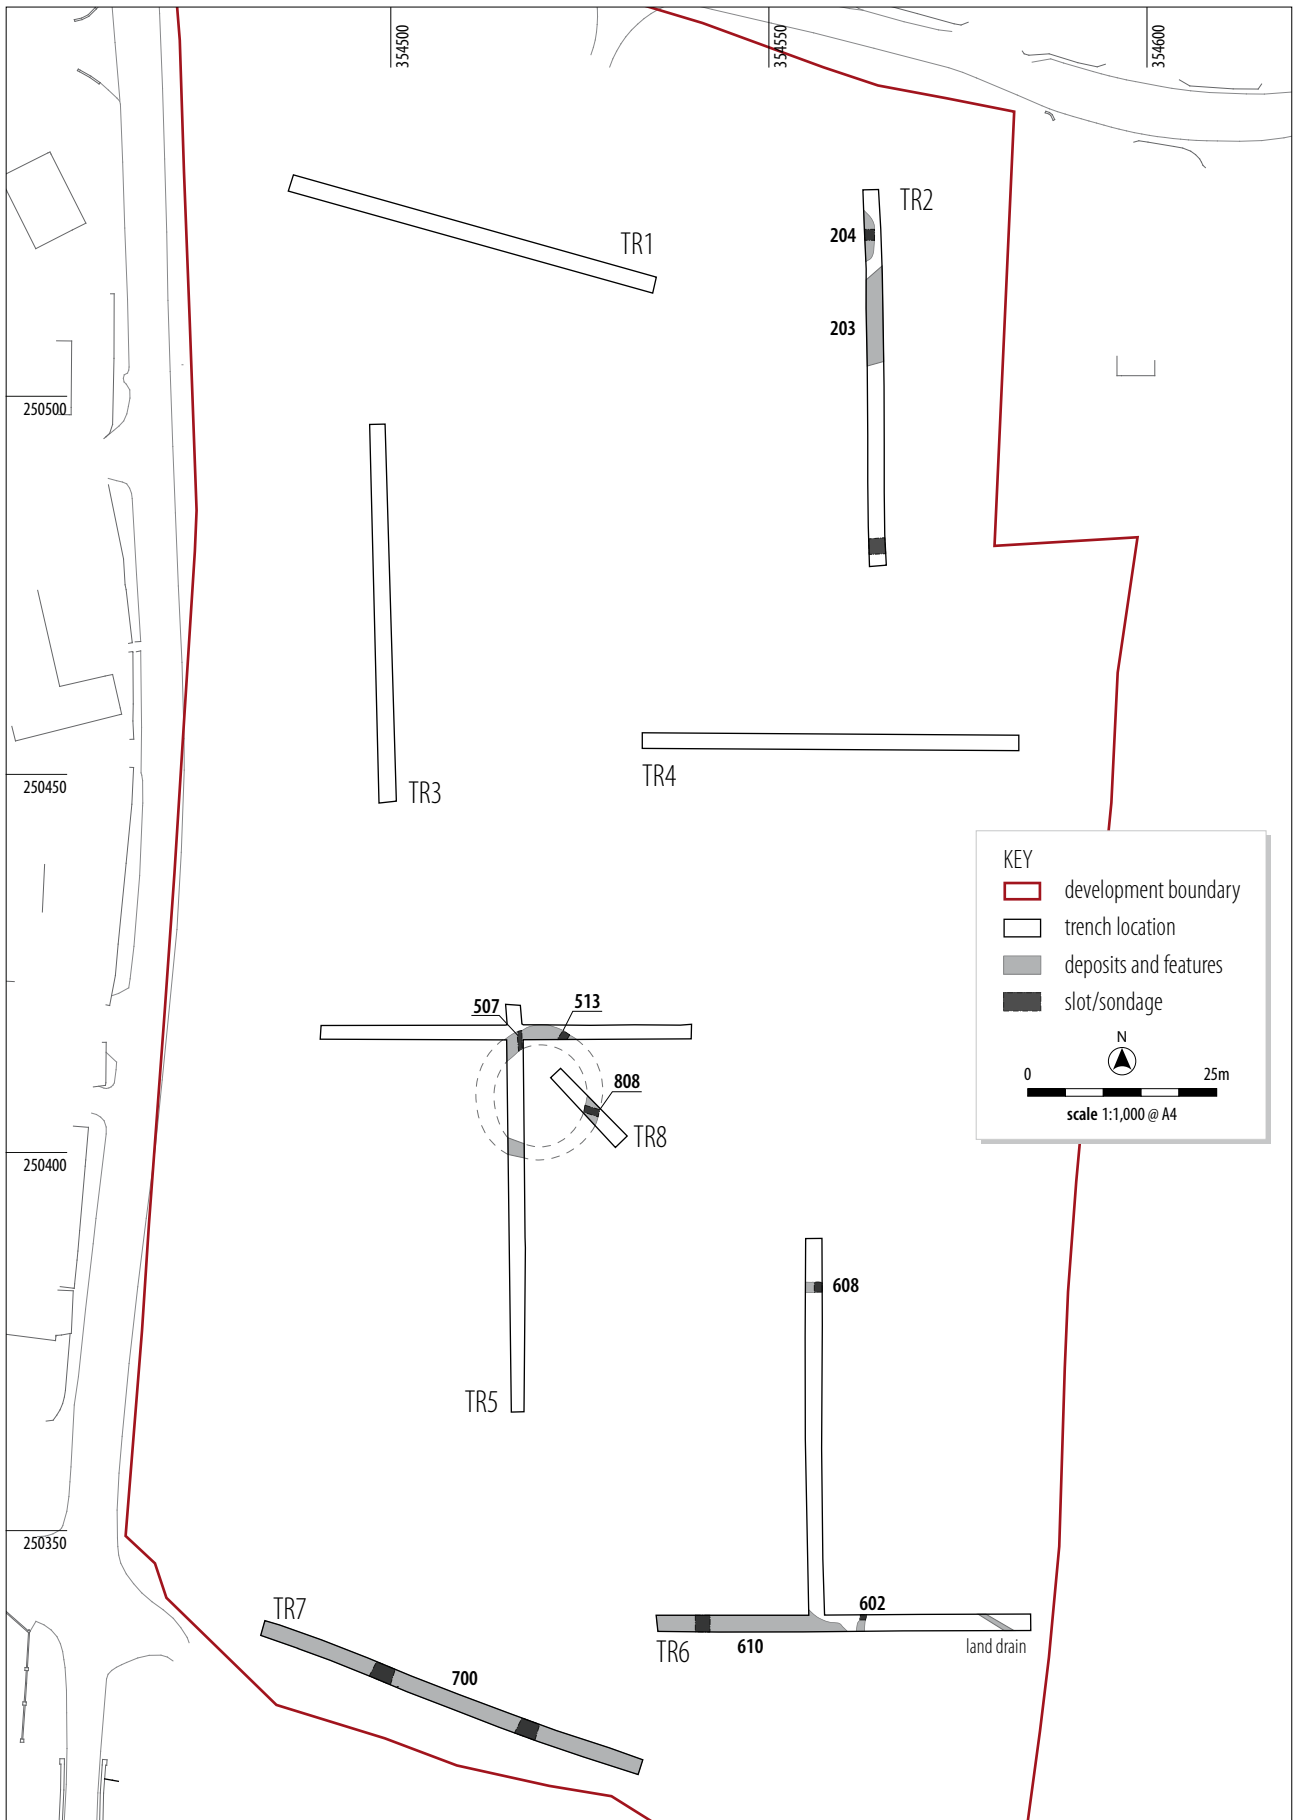 354500
354550
354600
TR2
204
TR1
203
250500
250450
TR4
TR3
KEY
development boundary
trench location
deposits and features
slot/sondage
N
0 25m
scale 1:1,000 @ A4
507 513
808
TR8
250400
608
TR5
250350
TR7
602
TR6 610 land drain
700